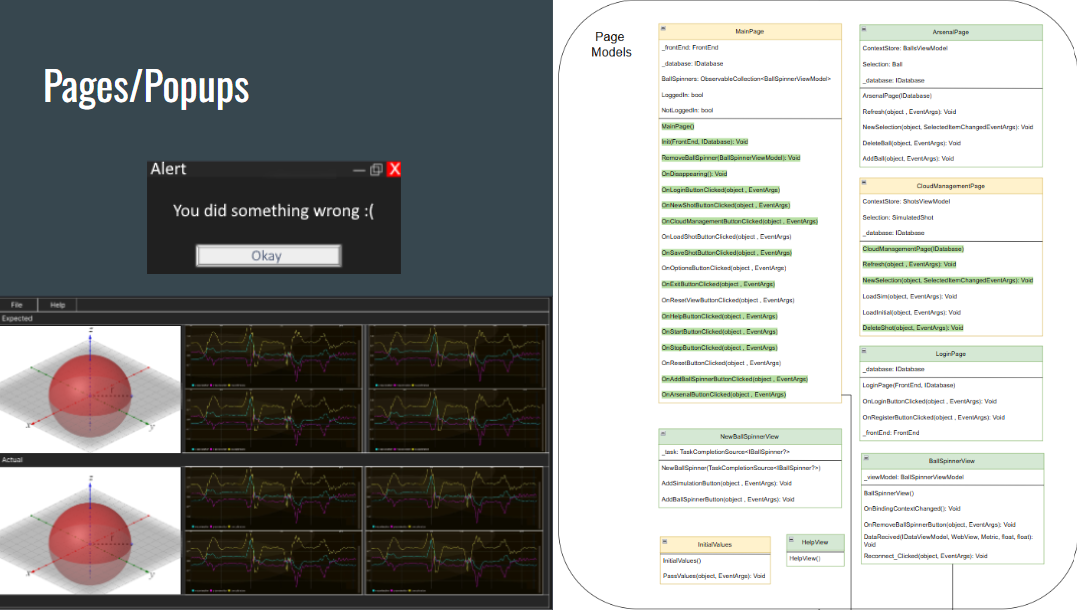 Pages/Popups
Alert
You did something wrong :(
Okay
File
Help
Expected
Actual
Page
Models
MainPage
_frontEnd: FrontEnd
_database: IDatabase
BallSpinners: ObservableCollection<BallSpinnerViewModel>
LoggedIn: bool
NotLoggedIn: bool
MainPage()
Init(FrontEnd, IDatabase): Void
RemoveBallSpinner(BallSpinnerViewModel): Void
OnDisappearing(): Void
OnLoginButtonClicked(object , EventArgs)
OnNewShotButtonClicked(object , EventArgs)
OnCloudManagementButtonClicked(object , EventArgs)
OnLoadShotButtonClicked(object , EventArgs)
OnSaveShotButtonClicked(object , EventArgs)
OnOptionsButtonClicked(object , EventArgs)
OnExitButtonClicked(object , EventArgs)
OnResetViewButtonClicked(object , EventArgs)
OnHelpButtonClicked(object , EventArgs)
OnStartButtonClicked(object , EventArgs)
OnStopButtonClicked(object , EventArgs)
OnResetButtonClicked(object , EventArgs)
OnAddBallSpinnerButtonClicked(object , EventArgs)
OnArsenalButtonClicked(object , EventArgs)
NewBallSpinnerView
_task: TaskCompletionSource<IBallSpinner?>
NewBallSpinner(TaskCompletionSource<IBallSpinner?>)
AddSimulationButton(object , EventArgs): Void
AddBallSpinnerButton(object , EventArgs): Void
InitialValues
InitialValues()
PassValues(object, EventArgs): Void
HelpView
HelpView()
ArsenalPage
ContextStore: BallsViewModel
Selection: Ball
_database: IDatabase
ArsenalPage(IDatabase)
Refresh(object , EventArgs): Void
NewSelection(object, SelectedItemChangedEventArgs): Void
DeleteBall(object, EventArgs): Void
AddBall(object, EventArgs): Void
CloudManagementPage
ContextStore: ShotsViewModel
Selection: SimulatedShot
_database: IDatabase
CloudManagementPage(IDatabase)
Refresh(object , EventArgs): Void
NewSelection(object, SelectedItemChangedEventArgs): Void
LoadSim(object, EventArgs): Void
LoadInitial(object, EventArgs): Void
DeleteShot(object, EventArgs): Void
LoginPage
_database: IDatabase
LoginPage(FrontEnd, IDatabase)
OnLoginButtonClicked(object , EventArgs): Void
OnRegisterButtonClicked(object , EventArgs): Void
_frontEnd: FrontEnd
BallSpinnerView
_viewModel: BallSpinnerViewModel
BallSpinnerView()
OnBindingContextChanged(): Void
OnRemoveBallSpinnerButton(object, EventArgs): Void
DataRecived(IDataViewModel, WebView, Metric, float, float):
Void
Reconnect_Clicked(object, EventArgs): Void